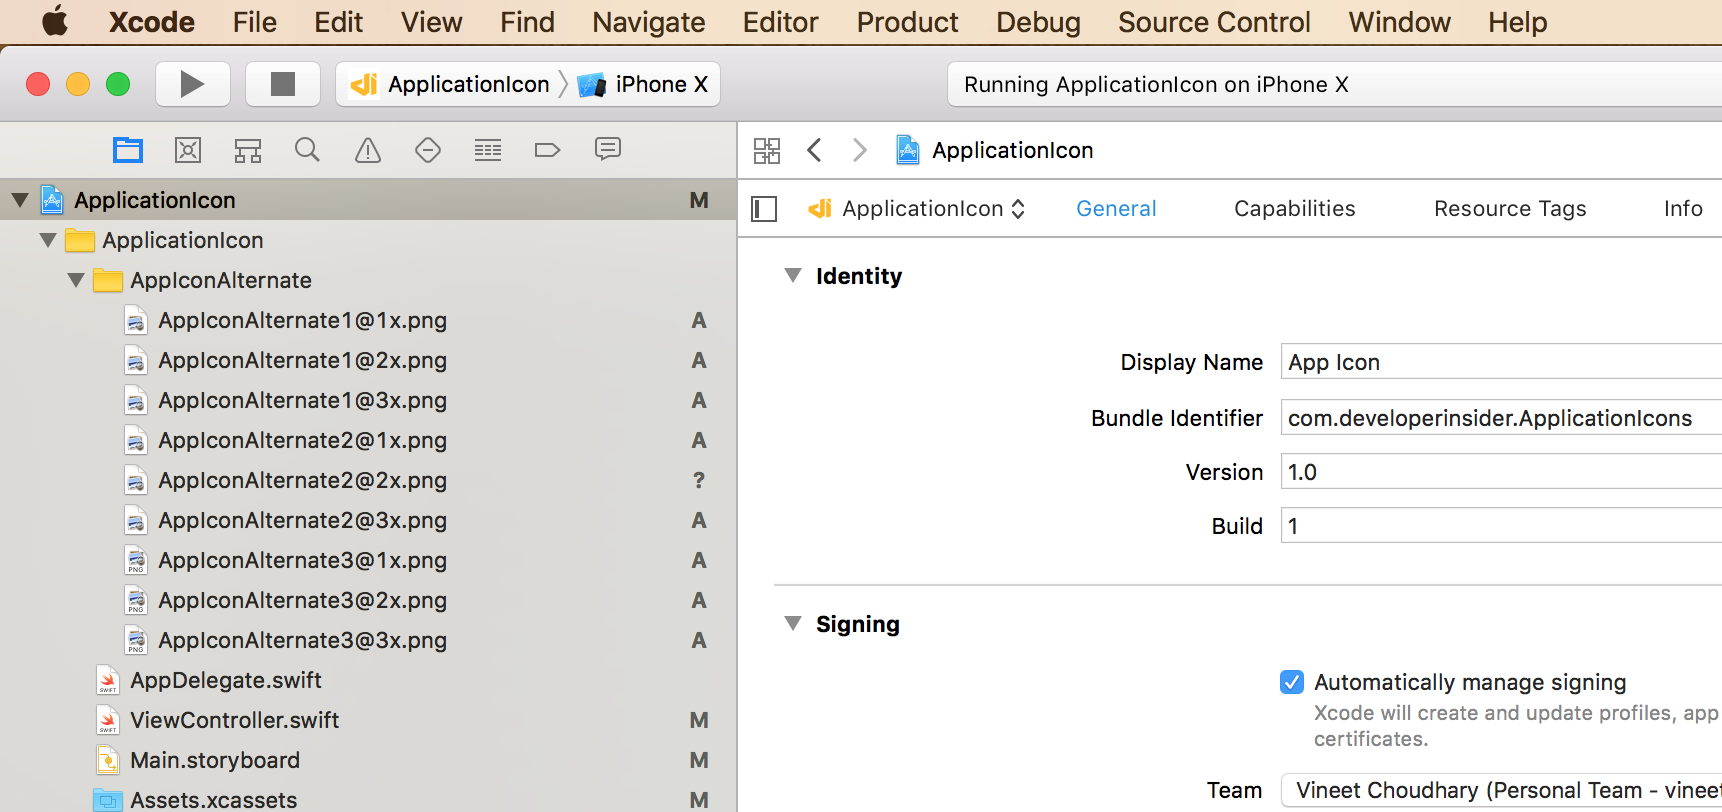 Xcode File Edit View Find Navigate Editor Product Debug Source Control Window Help
ApplicationIcon iPhone X Running ApplicationIcon on iPhone X
ApplicationIcon
ApplicationIcon M
ApplicationIcon General Capabilities Resource Tags Info
ApplicationIcon
Identity
AppIconAlternate
AppIconAlternate1@1x.png A
AppIconAlternate1@2x.png A
Display Name App Icon
AppIconAlternate1@3x.png A
Bundle Identifier com.developerinsider.ApplicationIcons
AppIconAlternate2@1x.png A
Version 1.0
AppIconAlternate2@2x.png ?
AppIconAlternate2@3x.png A
Build 1
PNG AppIconAlternate3@1x.png A
PNG AppIconAlternate3@2x.png A
Signing
PNG AppIconAlternate3@3x.png A
SWIFT AppDelegate.swift
Automatically manage signing
Xcode will create and update profiles, app
certificates.
SWIFT ViewController.swift M
Main.storyboard M
Team Vineet Choudhary (Personal Team - vineet
Assets.xcassets M